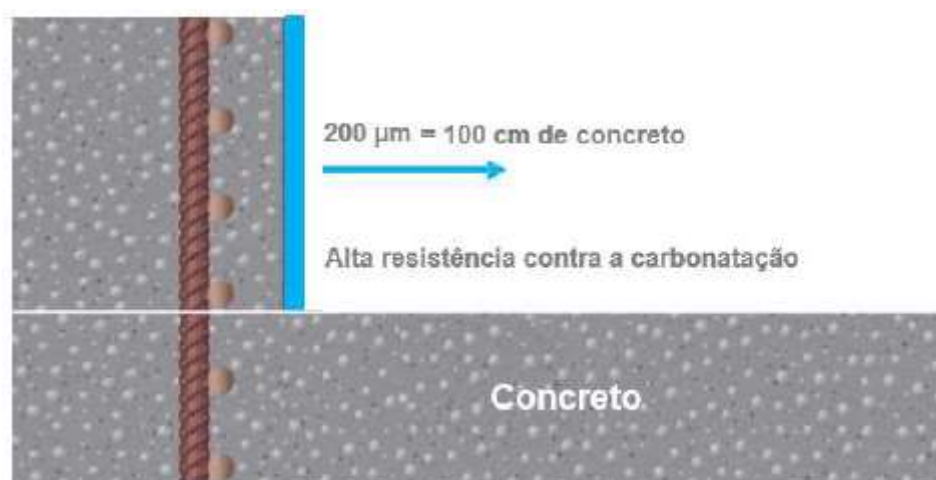 200 µm = 100 cm de concreto
Alta resistência contra a carbonatação
Concreto